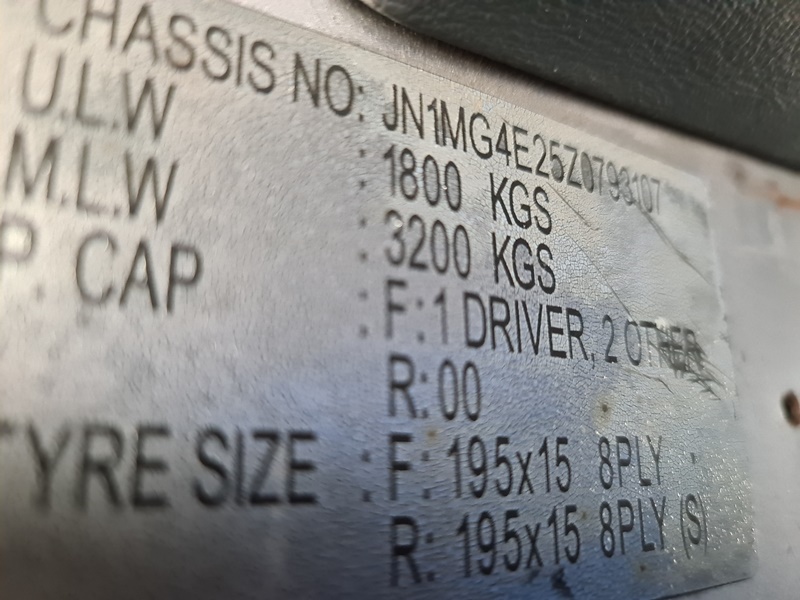 CHASSIS NO: JN1MG4E25Z0793107
U.L.W : 1800 KGS
M.L.W : 3200 KGS
P. CAP : F: 1 DRIVER, 2 OTHER
R: 00
TYRE SIZE : F: 195x15 8PLY
R: 195x15 8PLY (S)